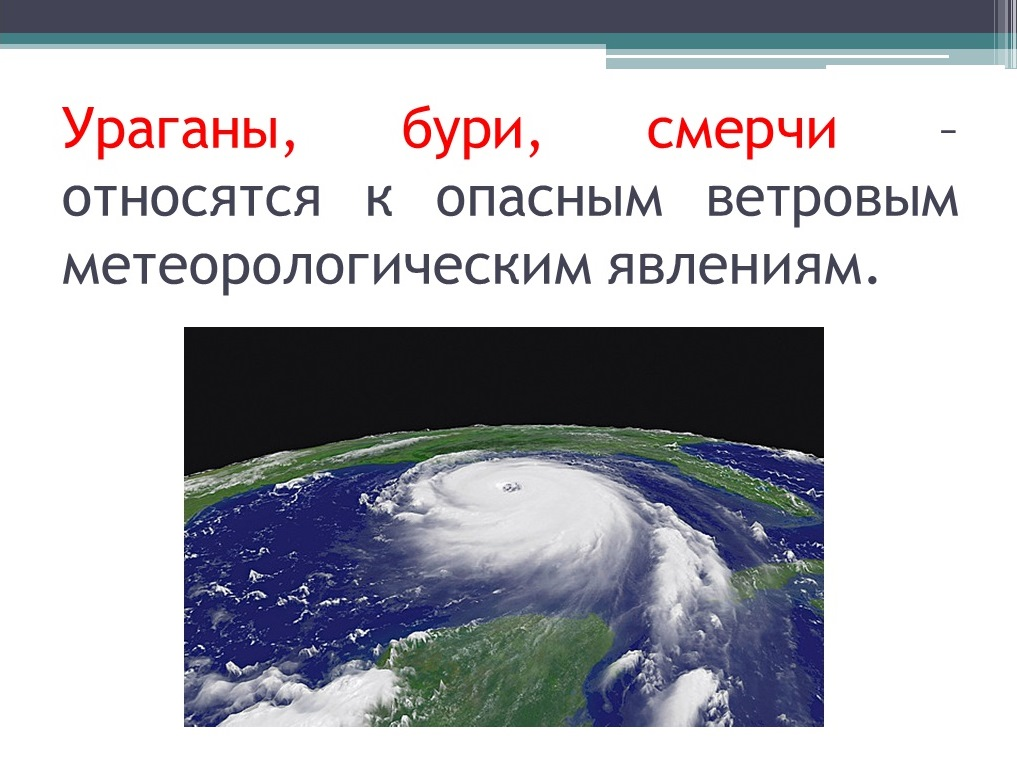 Ураганы, бури, смерчи –
относятся к опасным ветровым
метеорологическим явлениям.